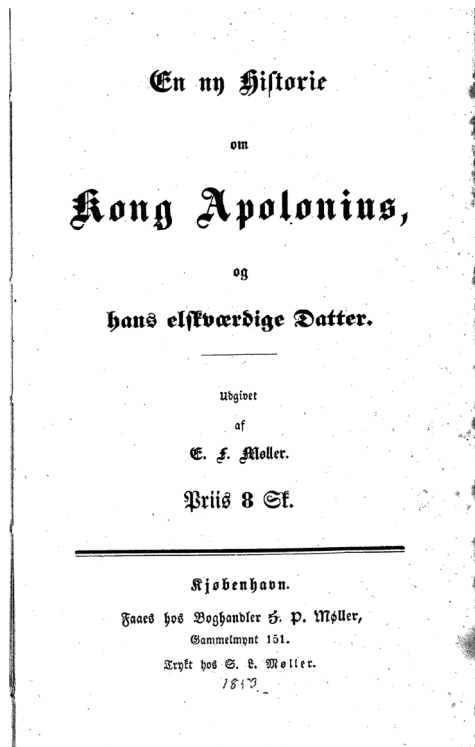 En ny Historie
om
Kong Apolonius,
og
hans elskværdige Datter.
Udgivet
af
E. F. Møller.
Priis 8 Sk.
Kjøbenhavn.
Faaes hos Boghandler H. P. Møller,
Gammelmynt 151.
Trykt hos S. L. Møller.
1853.